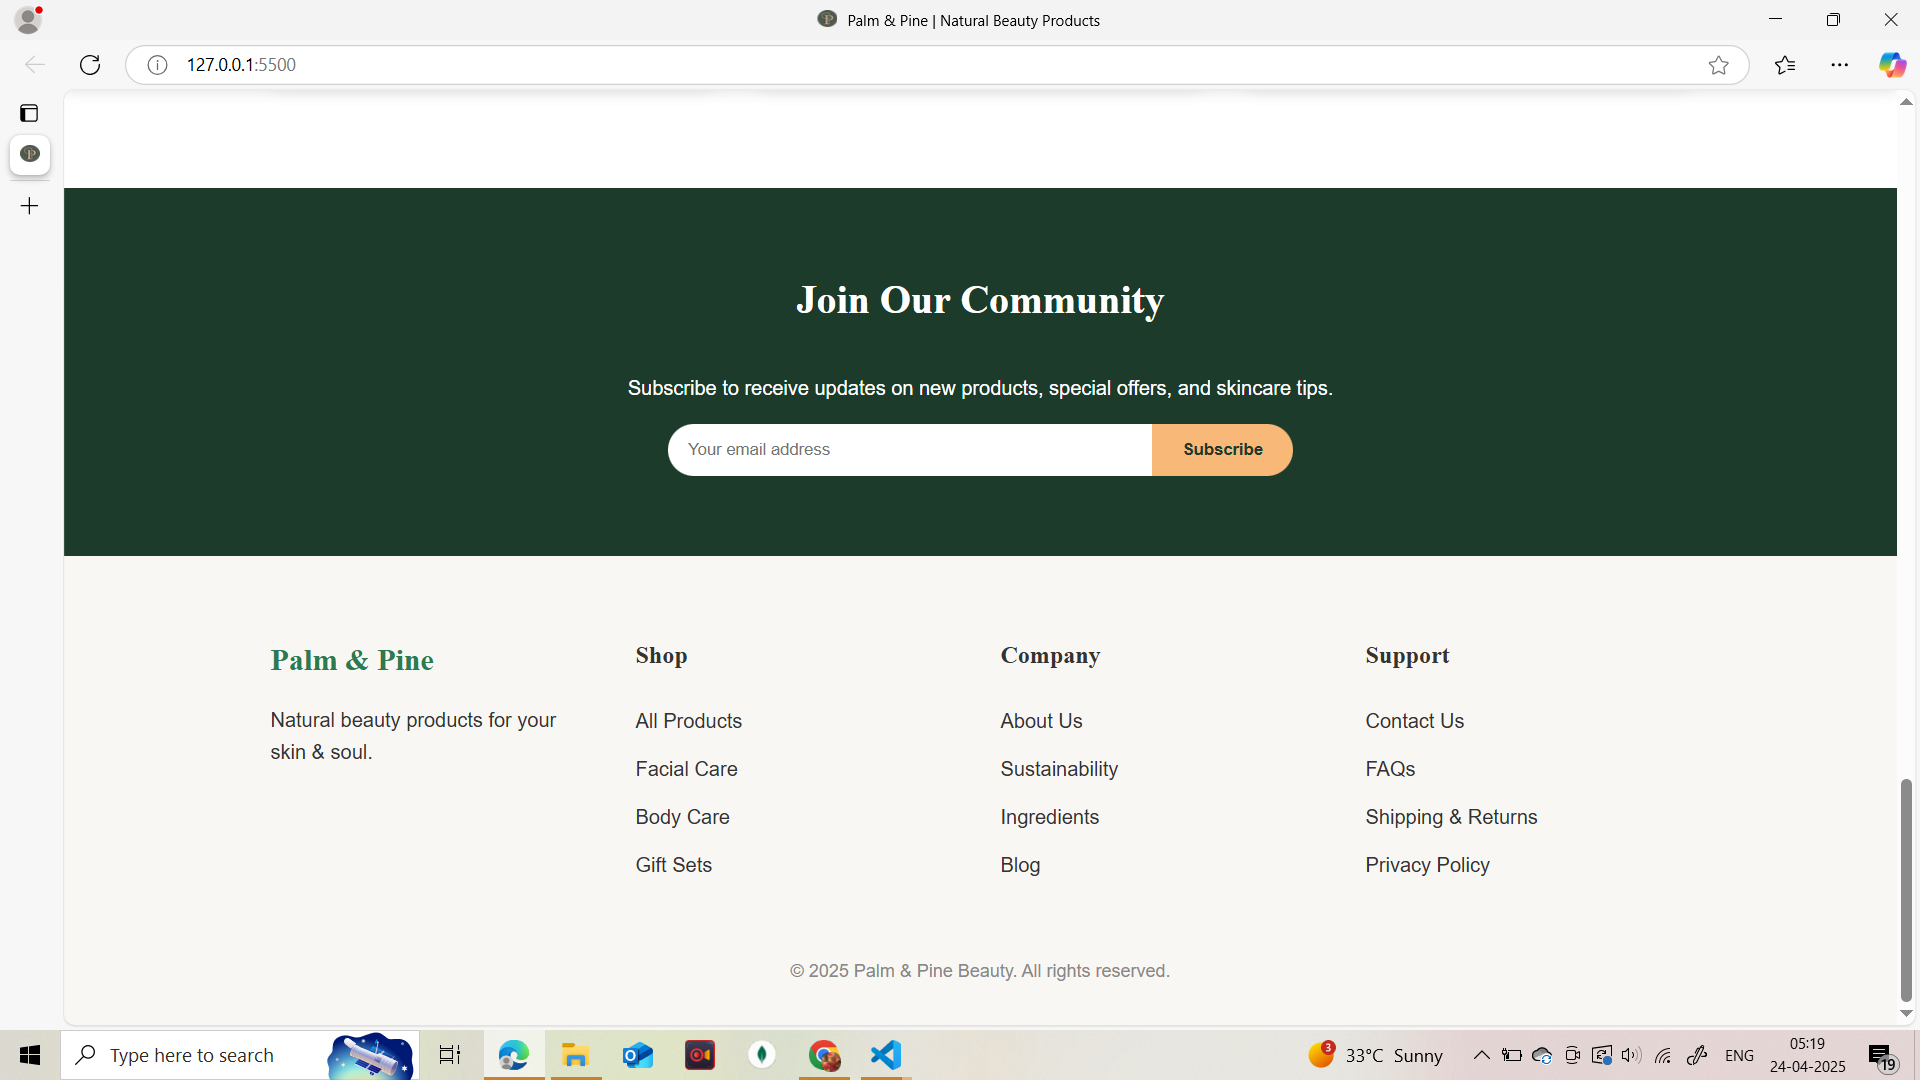 Palm & Pine | Natural Beauty Products
127.0.0.1:5500
Join Our Community
Subscribe to receive updates on new products, special offers, and skincare tips.
Your email address
Subscribe
Palm & Pine
Natural beauty products for your
skin & soul.
Shop
All Products
Facial Care
Body Care
Gift Sets
Company
About Us
Sustainability
Ingredients
Blog
Support
Contact Us
FAQs
Shipping & Returns
Privacy Policy
© 2025 Palm & Pine Beauty. All rights reserved.
Type here to search
3
33°C Sunny
ENG
05:19
24-04-2025
19